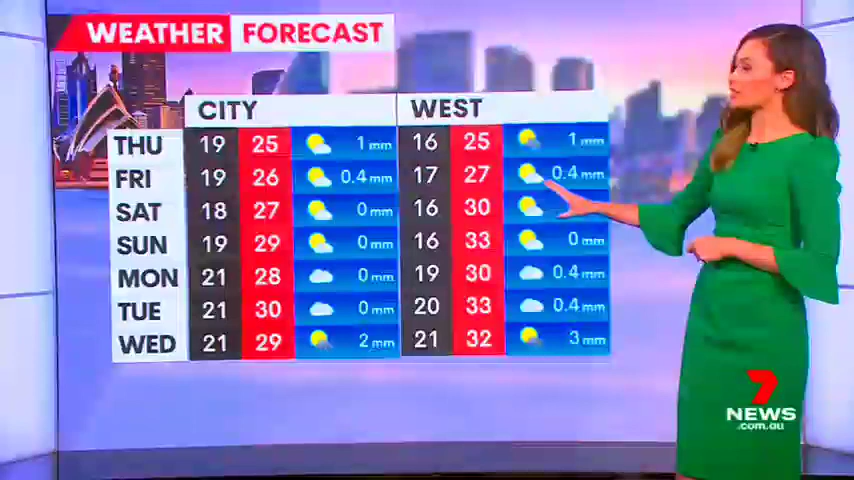 WEATHER FORECAST
CITY WEST
THU 19 25 1 mm 16 25 1 mm
FRI 19 26 0.4 mm 17 27 0.4 mm
SAT 18 27 0 mm 16 30
SUN 19 29 0 mm 16 33 0 mm
MON 21 28 0 mm 19 30 0.4 mm
TUE 21 30 0 mm 20 33 0.4 mm
WED 21 29 2 mm 21 32 3 mm
7
NEWS
.com.au